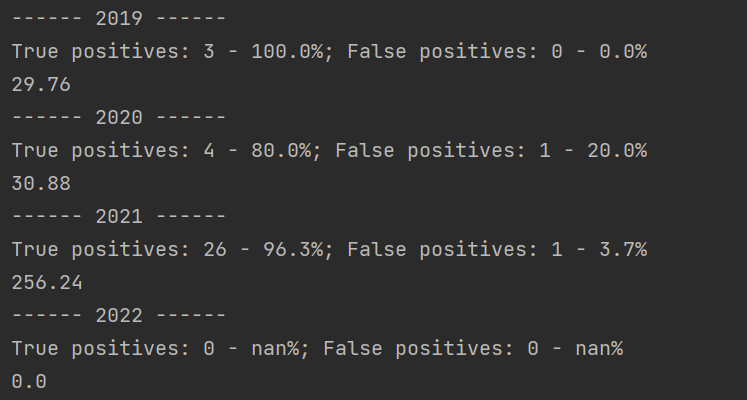 ------ 2019 ------
True positives: 3 - 100.0%; False positives: 0 - 0.0%
29.76
------ 2020 ------
True positives: 4 - 80.0%; False positives: 1 - 20.0%
30.88
------ 2021 ------
True positives: 26 - 96.3%; False positives: 1 - 3.7%
256.24
------ 2022 ------
True positives: 0 - nan%; False positives: 0 - nan%
0.0